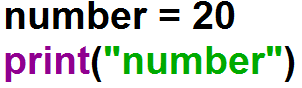 number = 20
print("number")